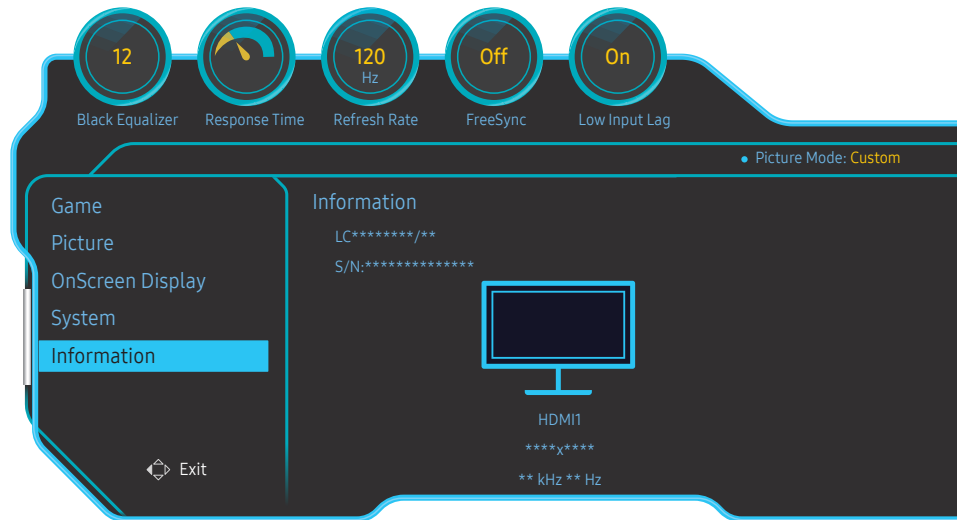 12
120
Hz
Off
On
Black Equalizer
Response Time
Refresh Rate
FreeSync
Low Input Lag
Picture Mode: Custom
Game
Picture
OnScreen Display
System
Information
Exit
Information
LC********/**
S/N:**************
HDMI1
****x****
** kHz ** Hz